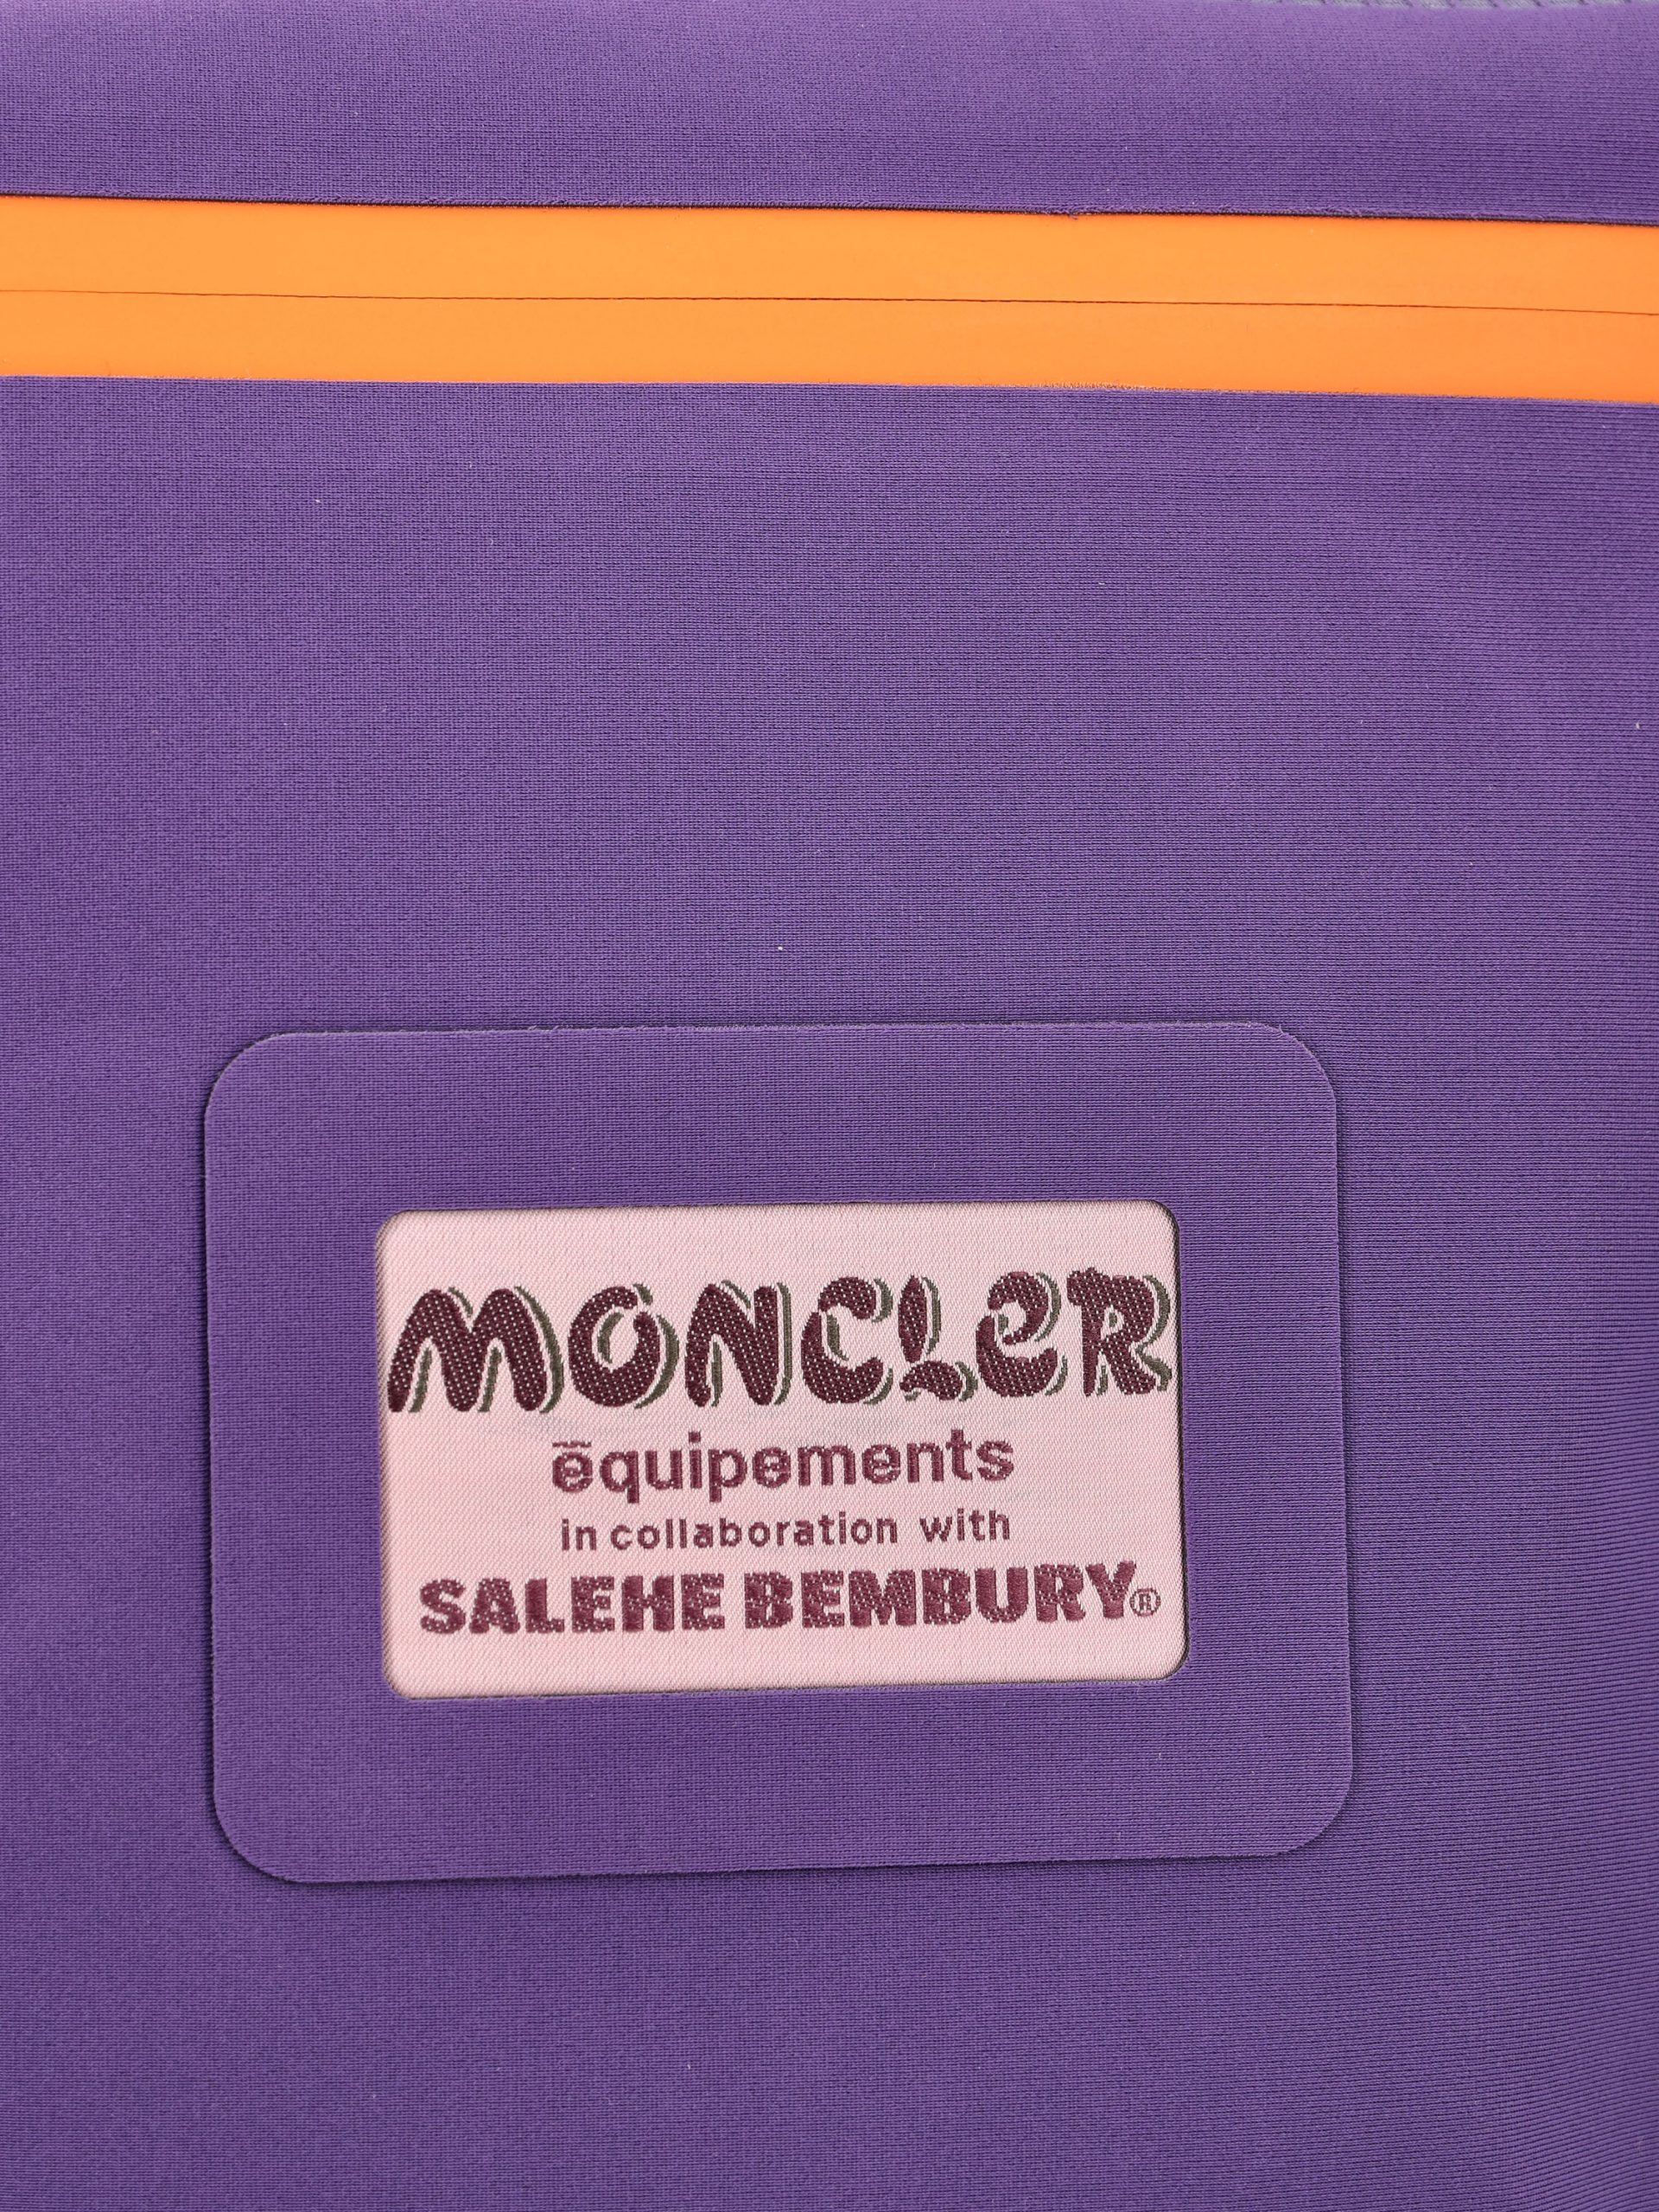 MONCLER
ēquipements
in collaboration with
SALEHE BEMBURY®